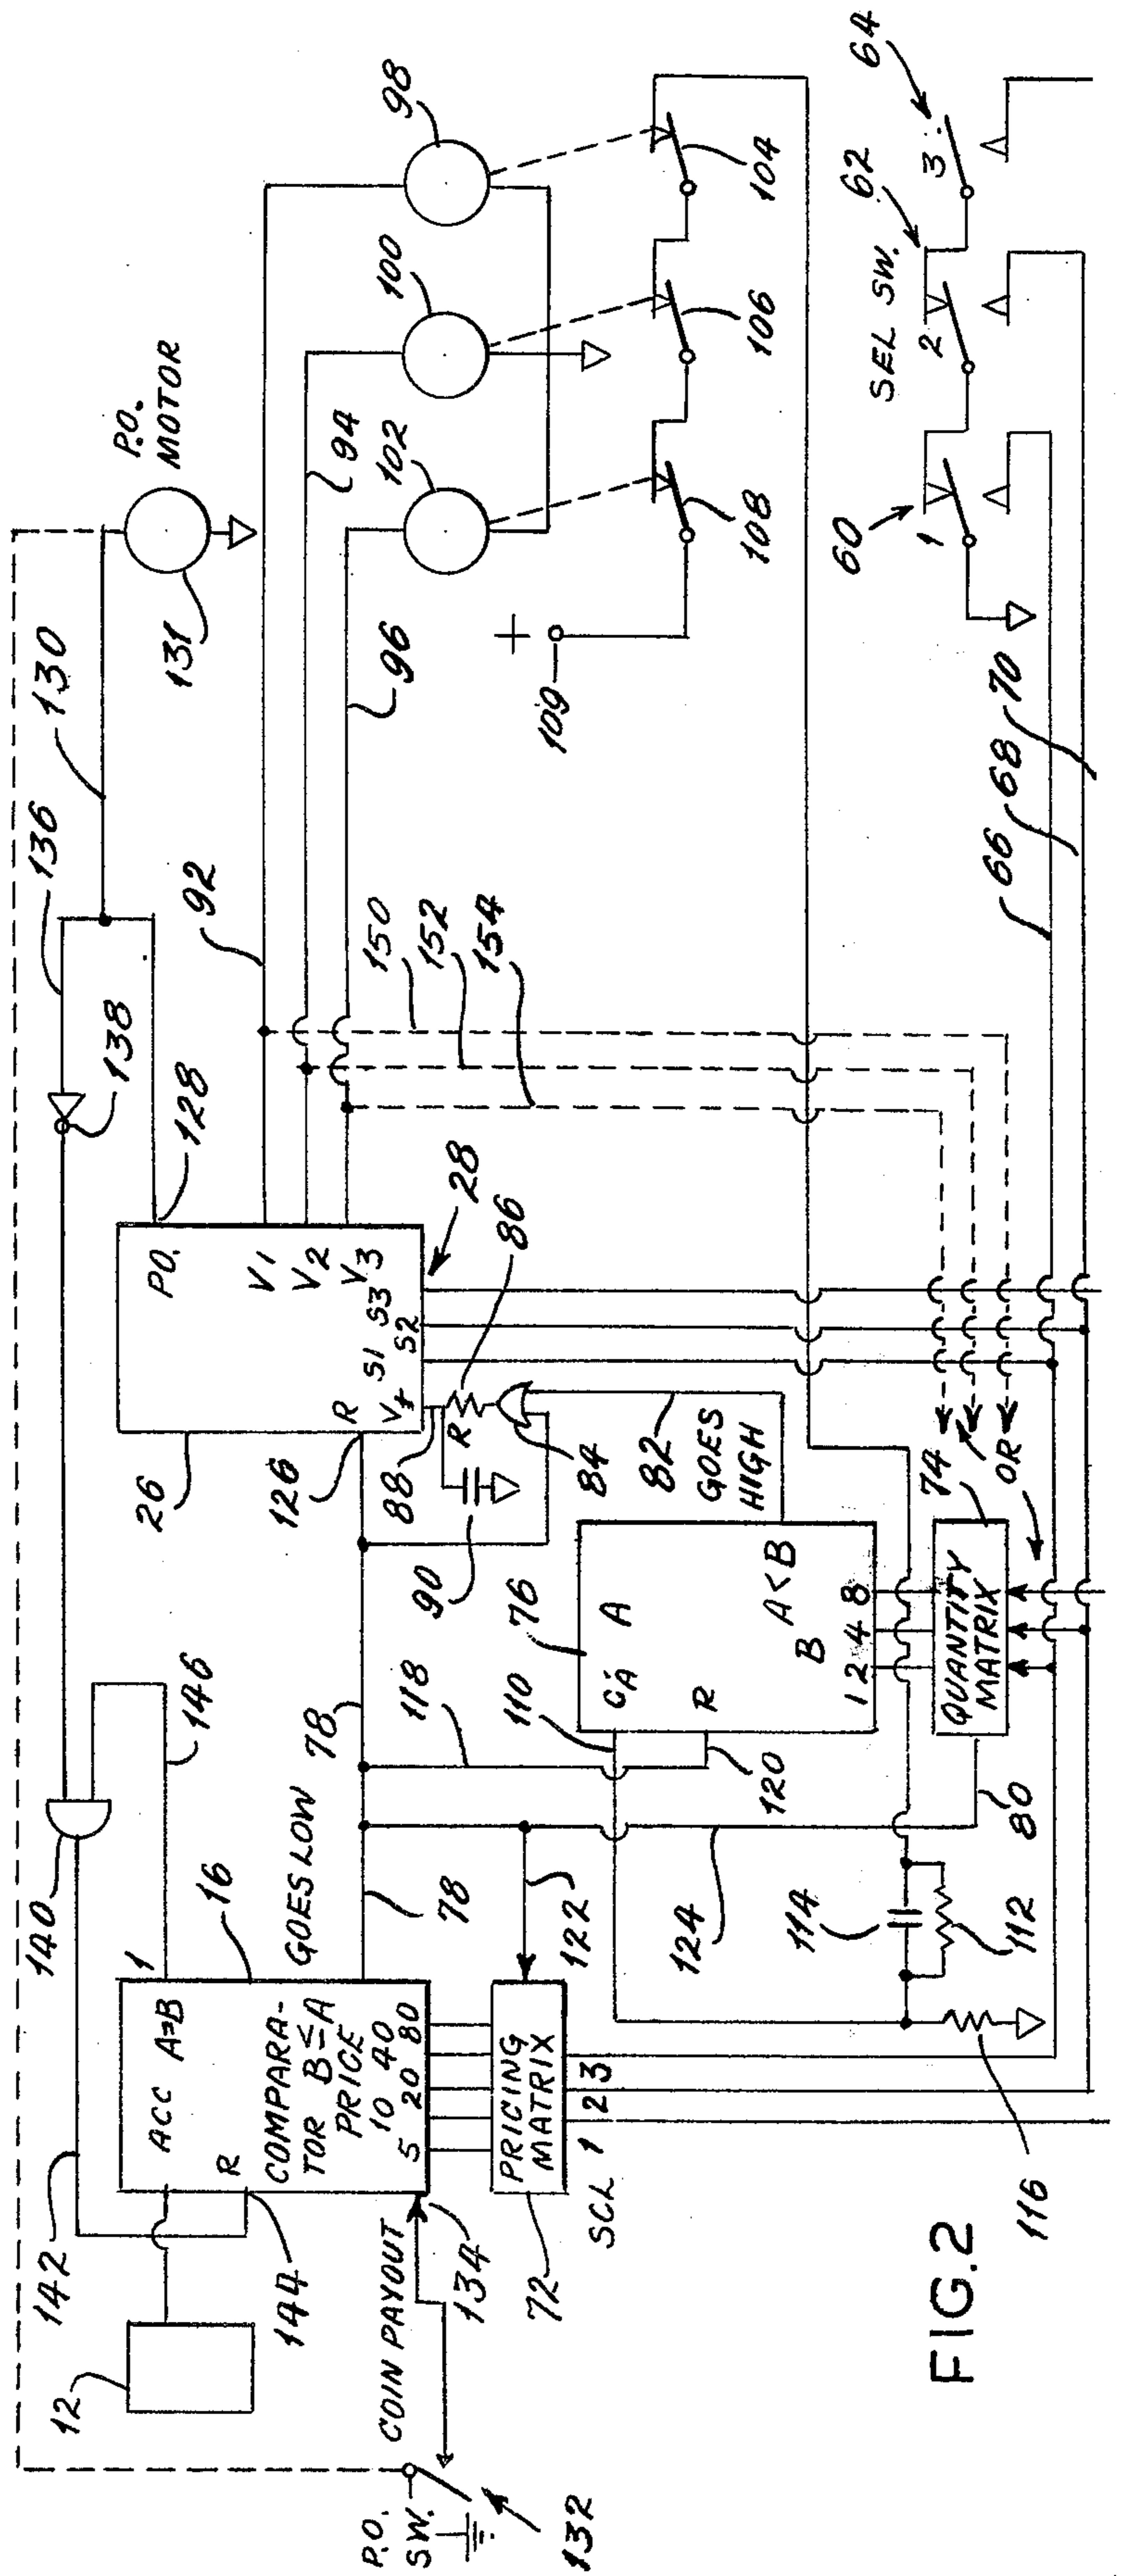 142
12
144
140
1
146
ACC A=B
R
16
COMPARA-
TOR B≤A
PRICE
5 10 20 40 80
GOES LOW
78
78
COIN PAYOUT
134
P.O.
SW.
132
PRICING
MATRIX
72
SCL 1 2 3
122
118
124
110
120
114
112
116
80
136
138
128
130
P.O.
MOTOR
131
26
P.O.
V1
V2
V3
R
V+
S1
S2
S3
28
126
88
R
86
90
84
82
GOES
HIGH
76
CA
A
R
B
A<B
1 2 4 8
QUANTITY
MATRIX
74
OR
92
94
96
150
152
154
98
100
102
104
106
108
+
109
60
62
64
SEL SW.
1
2
3
66
68
70
FIG.2